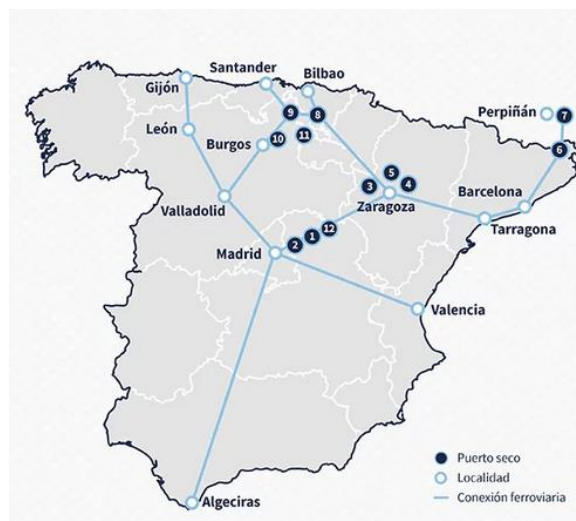 Santander
Bilbao
Gijón
Perpiñán
7
9
8
León
10
11
Burgos
6
5
3
4
Barcelona
Zaragoza
Valladolid
Tarragona
12
1
2
Madrid
Valencia
Puerto seco
Localidad
Conexión ferroviaria
Algeciras